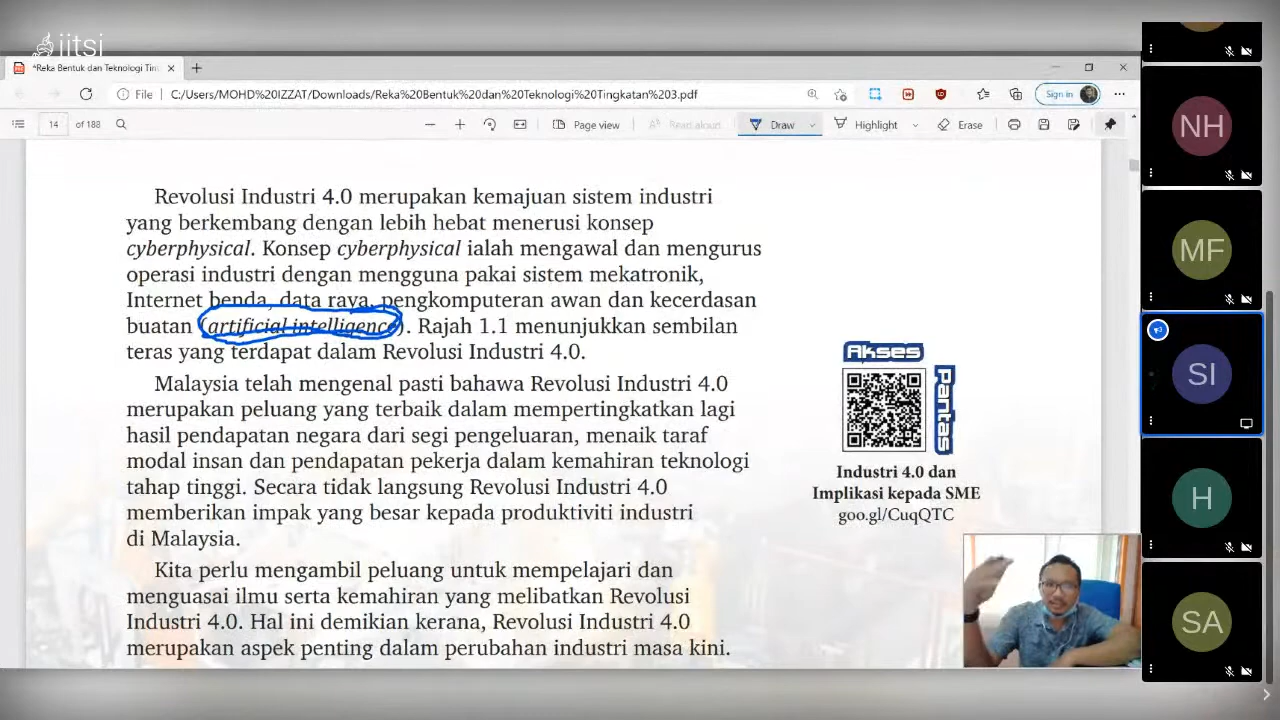 jitsi
*Reka Bentuk dan Teknologi Tin
File C:/Users/MOHD%20IZZAT/Downloads/Reka%20Bentuk%20dan%20Teknologi%20Tingkatan%203.pdf
Sign in
14 of 188
Page view
Read aloud
Draw
Highlight
Erase
Revolusi Industri 4.0 merupakan kemajuan sistem industri
yang berkembang dengan lebih hebat menerusi konsep
cyberphysical. Konsep cyberphysical ialah mengawal dan mengurus
operasi industri dengan mengguna pakai sistem mekatronik,
Internet benda, data raya, pengkomputeran awan dan kecerdasan
buatan (artificial intelligence). Rajah 1.1 menunjukkan sembilan
teras yang terdapat dalam Revolusi Industri 4.0.
Malaysia telah mengenal pasti bahawa Revolusi Industri 4.0
merupakan peluang yang terbaik dalam mempertingkatkan lagi
hasil pendapatan negara dari segi pengeluaran, menaik taraf
modal insan dan pendapatan pekerja dalam kemahiran teknologi
tahap tinggi. Secara tidak langsung Revolusi Industri 4.0
memberikan impak yang besar kepada produktiviti industri
di Malaysia.
Kita perlu mengambil peluang untuk mempelajari dan
menguasai ilmu serta kemahiran yang melibatkan Revolusi
Industri 4.0. Hal ini demikian kerana, Revolusi Industri 4.0
merupakan aspek penting dalam perubahan industri masa kini.
Akses
Pantas
Industri 4.0 dan
Implikasi kepada SME
goo.gl/CuqQTC
NH
MF
SI
H
SA